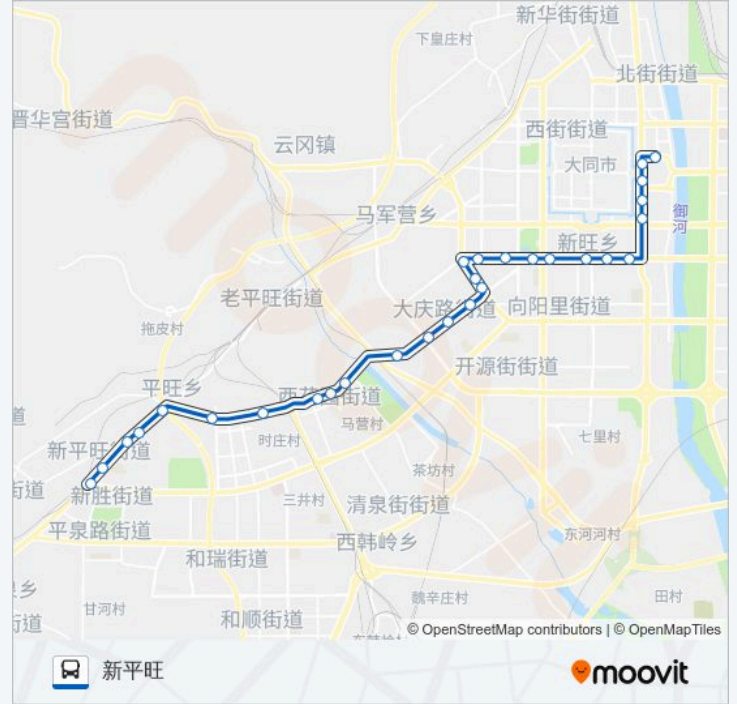 新华街街道
下皇庄村
北街街道
晋华宫街道
西街街道
云冈镇
大同市
马军营乡
御河
新旺乡
老平旺街道
大庆路街道
向阳里街道
拖皮村
开源街街道
平旺乡
西花园街道
道
马营村
七里村
时庄村
新平旺街道
茶坊村
街道
新胜街道
三井村
清泉街街道
平泉路街道
东河河村
西韩岭乡
和瑞街道
乡
魏辛庄村
田村
甘河村
街道
和顺街道
© OpenStreetMap contributors | © OpenMapTiles
新平旺
moovit